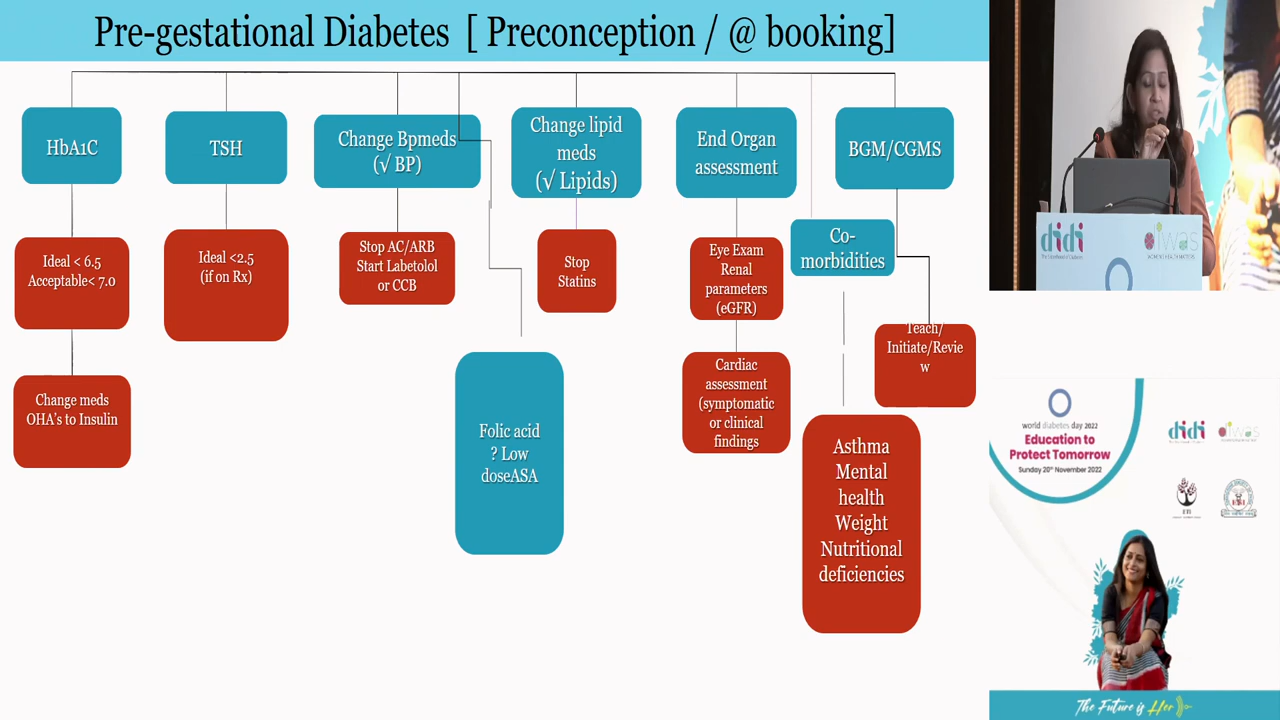 Pre-gestational Diabetes [ Preconception / @ booking]
HbA1C
TSH
Change Bpmeds
(√ BP)
Change lipid
meds
(√ Lipids)
End Organ
assessment
BGM/CGMS
Co-
morbidities
Ideal < 6.5
Acceptable< 7.0
Ideal <2.5
(if on Rx)
Stop AC/ARB
Start Labetolol
or CCB
Stop
Statins
Eye Exam
Renal
parameters
(eGFR)
Teach/
Initiate/Revie
w
Change meds
OHA's to Insulin
Folic acid
? Low
doseASA
Cardiac
assessment
(symptomatic
or clinical
findings
Asthma
Mental
health
Weight
Nutritional
deficiencies
didi
diwas
world diabetes day 2022
Education to
Protect Tomorrow
Sunday 20th November 2022
didi
diwas
The Future is Her